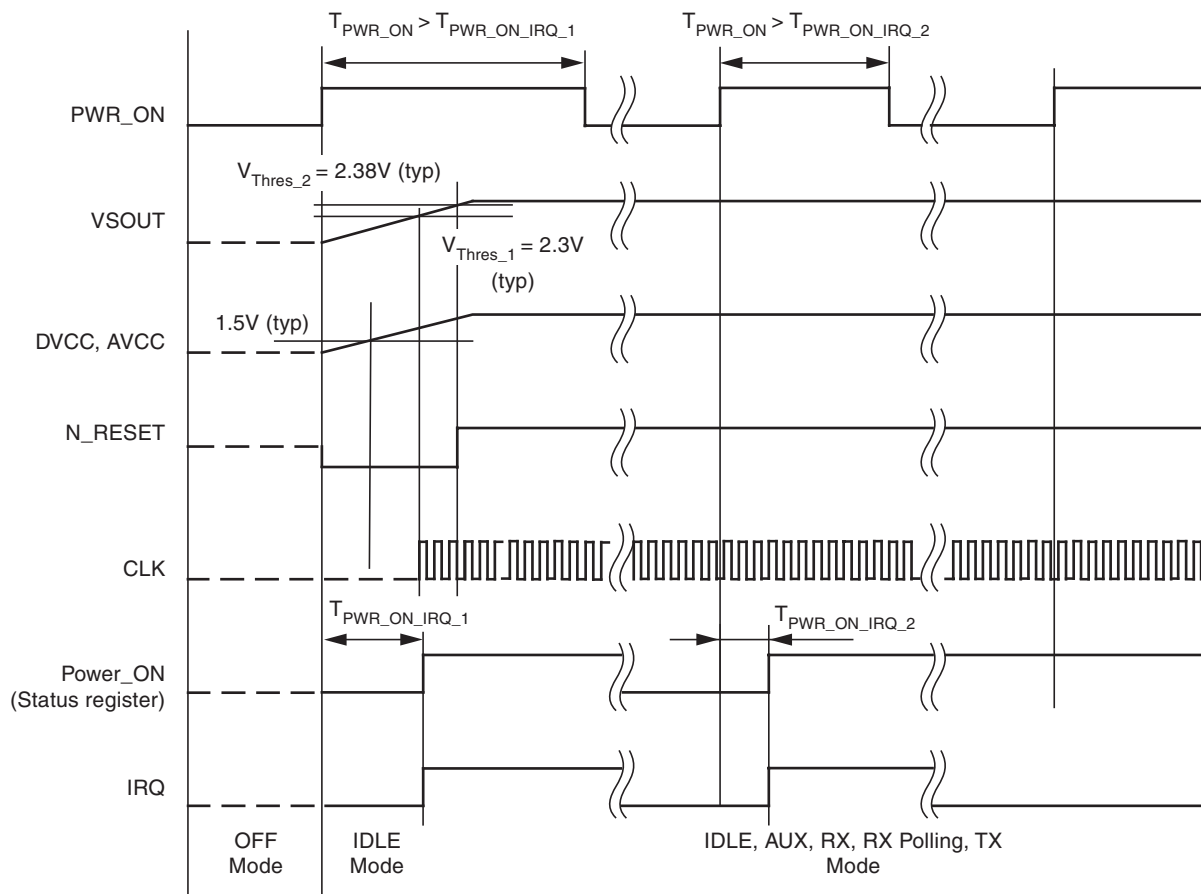 T_PWR_ON > T_PWR_ON_IRQ_1
T_PWR_ON > T_PWR_ON_IRQ_2
PWR_ON
V_Thres_2 = 2.38V (typ)
VSOUT
V_Thres_1 = 2.3V
(typ)
1.5V (typ)
DVCC, AVCC
N_RESET
CLK
T_PWR_ON_IRQ_1
T_PWR_ON_IRQ_2
Power_ON
(Status register)
IRQ
OFF
Mode
IDLE
Mode
IDLE, AUX, RX, RX Polling, TX
Mode